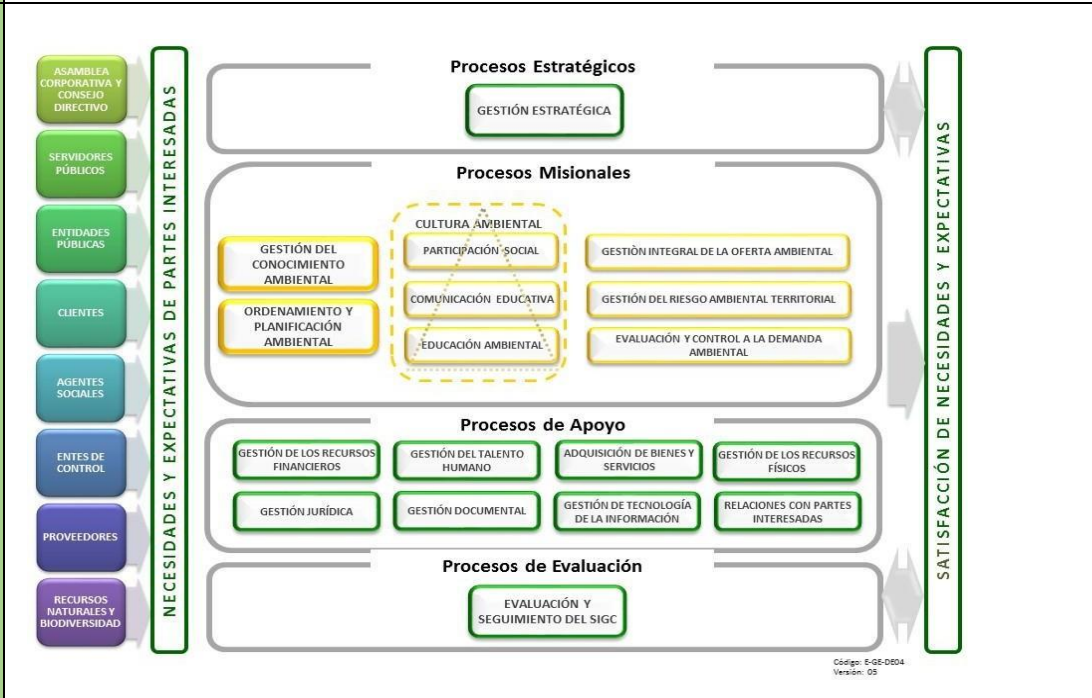 ASAMBLEA
CORPORATIVA Y
CONSEJO
DIRECTIVO
SERVIDORES
PÚBLICOS
ENTIDADES
PÚBLICAS
CLIENTES
AGENTES
SOCIALES
ENTES DE
CONTROL
PROVEEDORES
RECURSOS
NATURALES Y
BIODIVERSIDAD
NECESIDADES Y EXPECTATIVAS DE PARTES INTERESADAS
Procesos Estratégicos
GESTIÓN ESTRATÉGICA
Procesos Misionales
GESTIÓN DEL
CONOCIMIENTO
AMBIENTAL
ORDENAMIENTO Y
PLANIFICACIÓN
AMBIENTAL
CULTURA AMBIENTAL
PARTICIPACIÓN SOCIAL
COMUNICACIÓN EDUCATIVA
EDUCACIÓN AMBIENTAL
GESTIÒN INTEGRAL DE LA OFERTA AMBIENTAL
GESTIÓN DEL RIESGO AMBIENTAL TERRITORIAL
EVALUACIÓN Y CONTROL A LA DEMANDA
AMBIENTAL
Procesos de Apoyo
GESTIÓN DE LOS RECURSOS
FINANCIEROS
GESTIÓN DEL TALENTO
HUMANO
ADQUISICIÓN DE BIENES Y
SERVICIOS
GESTIÓN DE LOS RECURSOS
FÍSICOS
GESTIÓN JURÍDICA
GESTIÓN DOCUMENTAL
GESTIÓN DE TECNOLOGÍA
DE LA INFORMACIÓN
RELACIONES CON PARTES
INTERESADAS
Procesos de Evaluación
EVALUACIÓN Y
SEGUIMIENTO DEL SIGC
SATISFACCIÓN DE NECESIDADES Y EXPECTATIVAS
Código: E-GE-DE04
Versión: 05